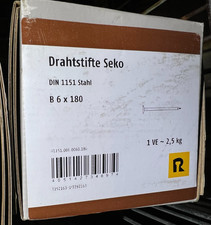 Drahtstifte Seko
DIN 1151 Stahl
B 6 x 180
1 VE ~ 2,5 kg